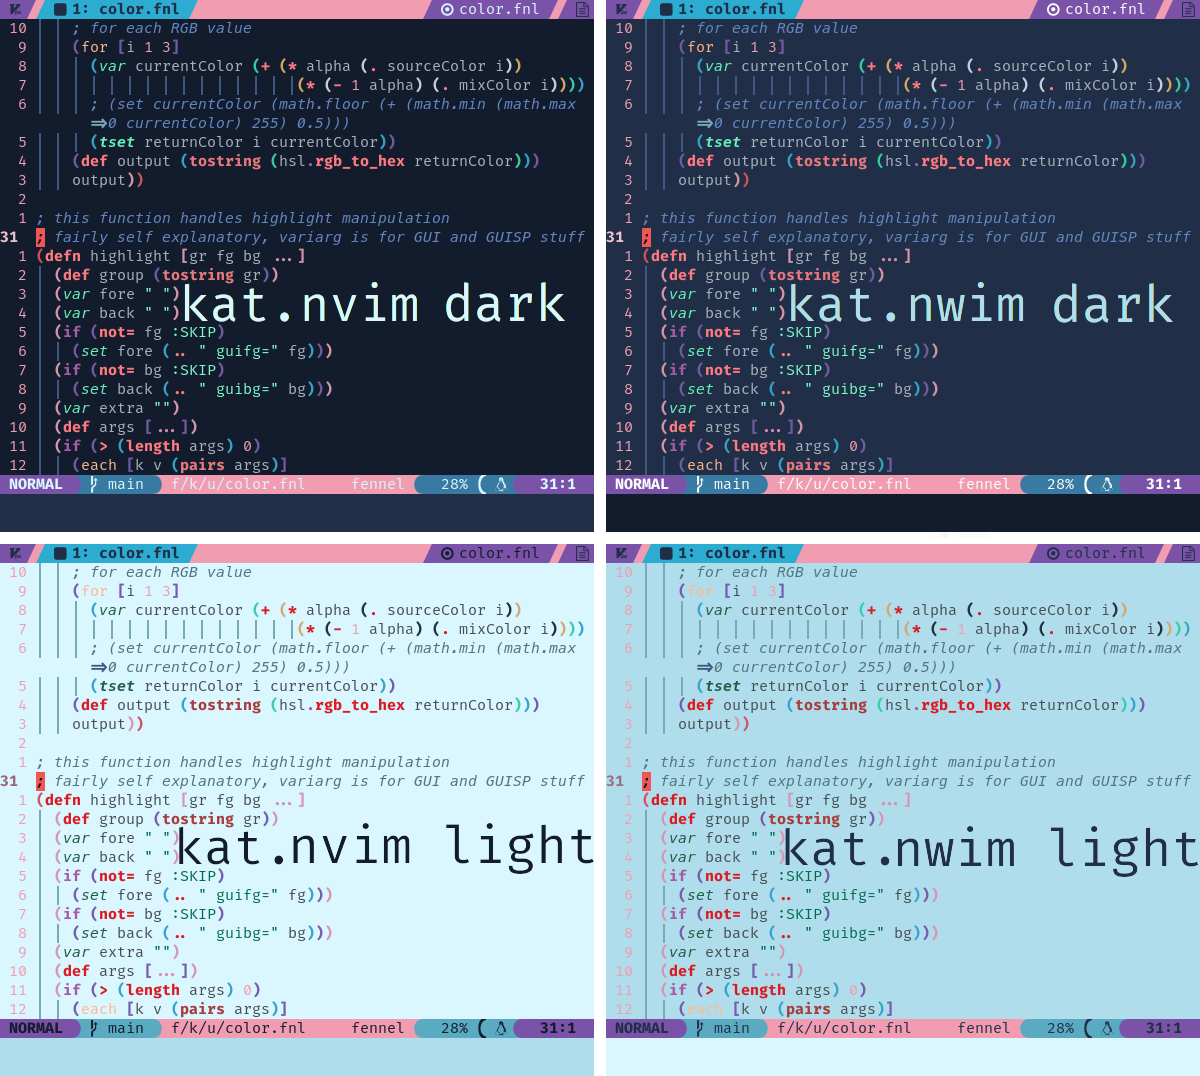 1: color.fnl color.fnl
10 ; for each RGB value
9 (for [i 1 3]
8 (var currentColor (+ (* alpha (. sourceColor i))
7 (* (- 1 alpha) (. mixColor i))))
6 ; (set currentColor (math.floor (+ (math.min (math.max
=>0 currentColor) 255) 0.5)))
5 (tset returnColor i currentColor))
4 (def output (tostring (hsl.rgb_to_hex returnColor)))
3 output))
2
1 ; this function handles highlight manipulation
31 ; fairly self explanatory, variarg is for GUI and GUISP stuff
1 (defn highlight [gr fg bg ...]
2 (def group (tostring gr))
3 (var fore " ")
4 (var back " ")
kat.nvim dark
5 (if (not= fg :SKIP)
6 (set fore (.. " guifg=" fg)))
7 (if (not= bg :SKIP)
8 (set back (.. " guibg=" bg)))
9 (var extra "")
10 (def args [...])
11 (if (> (length args) 0)
12 (each [k v (pairs args)]
NORMAL main f/k/u/color.fnl fennel 28% 31:1
1: color.fnl color.fnl
10 ; for each RGB value
9 (for [i 1 3]
8 (var currentColor (+ (* alpha (. sourceColor i))
7 (* (- 1 alpha) (. mixColor i))))
6 ; (set currentColor (math.floor (+ (math.min (math.max
=>0 currentColor) 255) 0.5)))
5 (tset returnColor i currentColor))
4 (def output (tostring (hsl.rgb_to_hex returnColor)))
3 output))
2
1 ; this function handles highlight manipulation
31 ; fairly self explanatory, variarg is for GUI and GUISP stuff
1 (defn highlight [gr fg bg ...]
2 (def group (tostring gr))
3 (var fore " ")
4 (var back " ")
kat.nwim dark
5 (if (not= fg :SKIP)
6 (set fore (.. " guifg=" fg)))
7 (if (not= bg :SKIP)
8 (set back (.. " guibg=" bg)))
9 (var extra "")
10 (def args [...])
11 (if (> (length args) 0)
12 (each [k v (pairs args)]
NORMAL main f/k/u/color.fnl fennel 28% 31:1
1: color.fnl color.fnl
10 ; for each RGB value
9 (for [i 1 3]
8 (var currentColor (+ (* alpha (. sourceColor i))
7 (* (- 1 alpha) (. mixColor i))))
6 ; (set currentColor (math.floor (+ (math.min (math.max
=>0 currentColor) 255) 0.5)))
5 (tset returnColor i currentColor))
4 (def output (tostring (hsl.rgb_to_hex returnColor)))
3 output))
2
1 ; this function handles highlight manipulation
31 ; fairly self explanatory, variarg is for GUI and GUISP stuff
1 (defn highlight [gr fg bg ...]
2 (def group (tostring gr))
3 (var fore " ")
4 (var back " ")
kat.nvim light
5 (if (not= fg :SKIP)
6 (set fore (.. " guifg=" fg)))
7 (if (not= bg :SKIP)
8 (set back (.. " guibg=" bg)))
9 (var extra "")
10 (def args [...])
11 (if (> (length args) 0)
12 (each [k v (pairs args)]
NORMAL main f/k/u/color.fnl fennel 28% 31:1
1: color.fnl color.fnl
10 ; for each RGB value
9 (for [i 1 3]
8 (var currentColor (+ (* alpha (. sourceColor i))
7 (* (- 1 alpha) (. mixColor i))))
6 ; (set currentColor (math.floor (+ (math.min (math.max
=>0 currentColor) 255) 0.5)))
5 (tset returnColor i currentColor))
4 (def output (tostring (hsl.rgb_to_hex returnColor)))
3 output))
2
1 ; this function handles highlight manipulation
31 ; fairly self explanatory, variarg is for GUI and GUISP stuff
1 (defn highlight [gr fg bg ...]
2 (def group (tostring gr))
3 (var fore " ")
4 (var back " ")
kat.nwim light
5 (if (not= fg :SKIP)
6 (set fore (.. " guifg=" fg)))
7 (if (not= bg :SKIP)
8 (set back (.. " guibg=" bg)))
9 (var extra "")
10 (def args [...])
11 (if (> (length args) 0)
12 (each [k v (pairs args)]
NORMAL main f/k/u/color.fnl fennel 28% 31:1